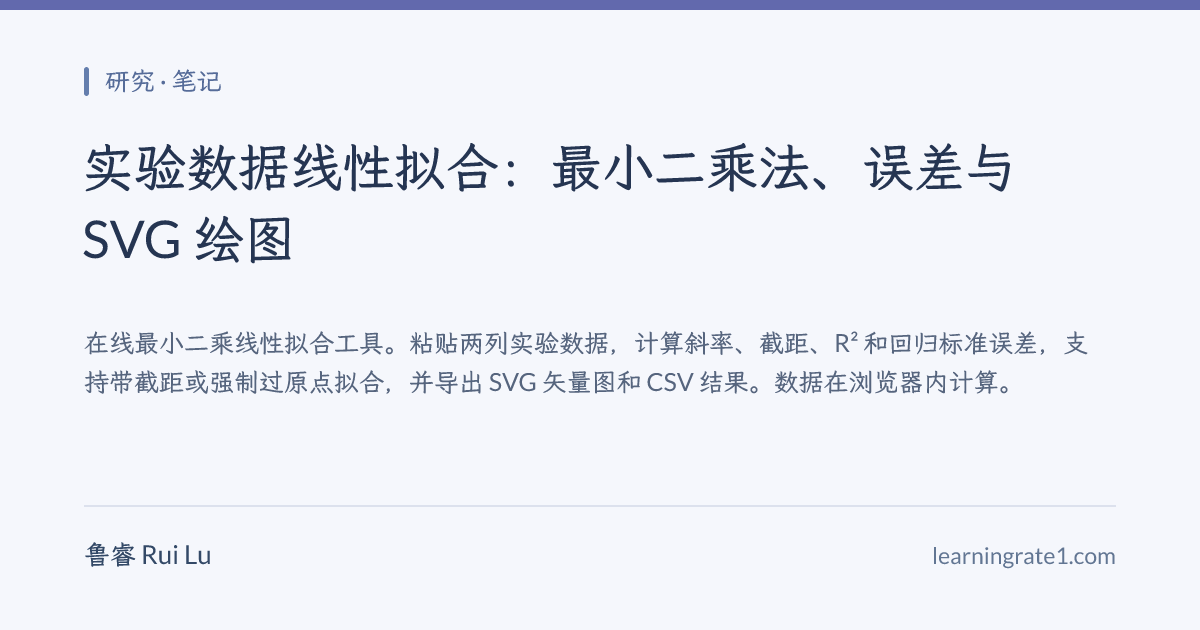 研究 · 笔记
实验数据线性拟合：最小二乘法、误差与
SVG 绘图
在线最小二乘线性拟合工具。粘贴两列实验数据，计算斜率、截距、R² 和回归标准误差，支
持带截距或强制过原点拟合，并导出 SVG 矢量图和 CSV 结果。数据在浏览器内计算。
鲁睿 Rui Lu
learningrate1.com